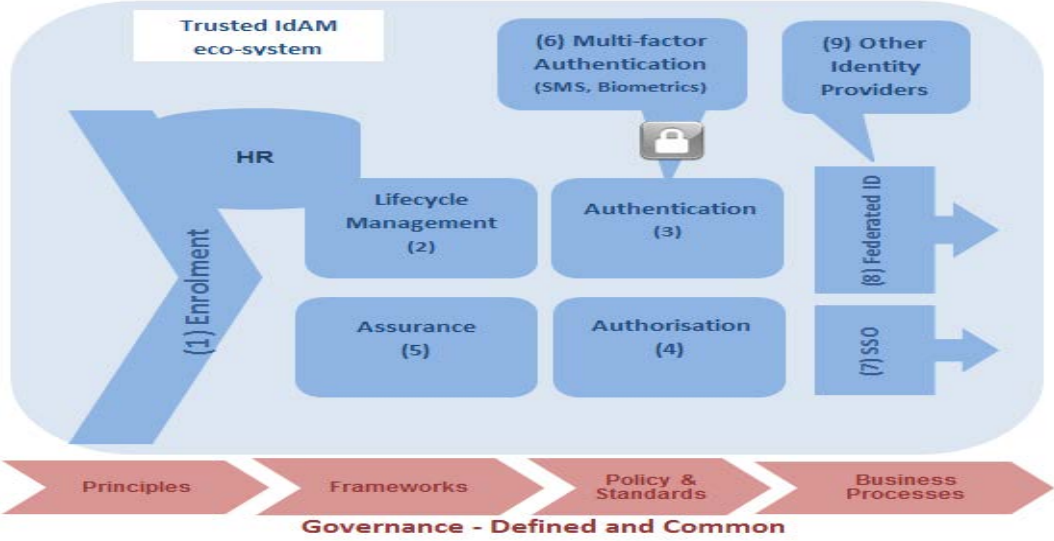 Trusted IdAM
eco-system
(6) Multi-factor
Authentication
(SMS, Biometrics)
(9) Other
Identity
Providers
HR
(1) Enrolment
Lifecycle
Management
(2)
Authentication
(3)
(8) Federated ID
Assurance
(5)
Authorisation
(4)
(7) SSO
Principles
Frameworks
Policy &
Standards
Business
Processes
Governance - Defined and Common